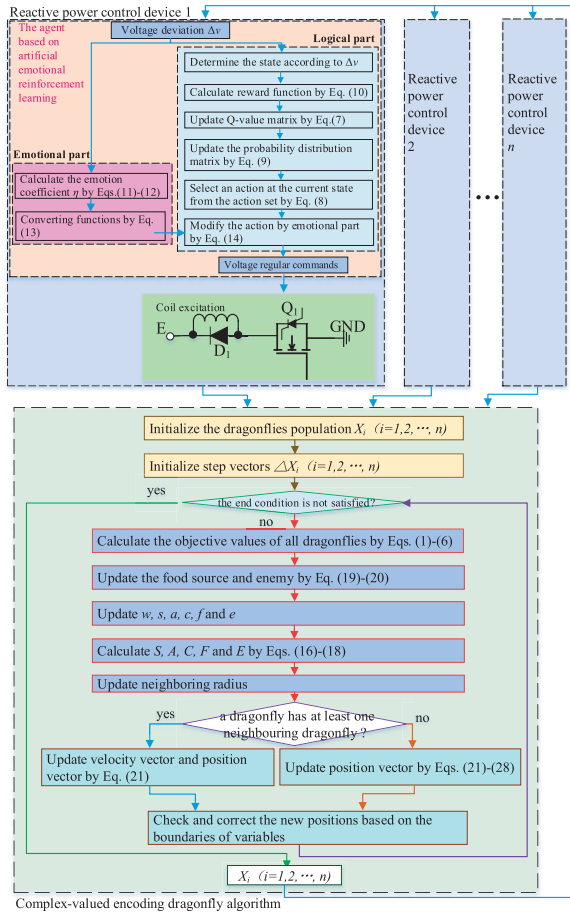 Reactive power control device 1
The agent
based on
artificial
emotional
reinforcement
learning
Voltage deviation Δv
Logical part
Determine the state according to Δv
Calculate reward function by Eq. (10)
Update Q-value matrix by Eq.(7)
Update the probability distribution
matrix by Eq. (9)
Select an action at the current state
from the action set by Eq. (8)
Modify the action by emotional part
by Eq. (14)
Emotional part
Calculate the emotion
coefficient η by Eqs.(11)-(12)
Converting functions by Eq.
(13)
Voltage regular commands
Coil excitation
E
D1
Q1
GND
Reactive
power
control
device
2
•••
Reactive
power
control
device
n
Initialize the dragonflies population Xi (i=1,2,⋯, n)
Initialize step vectors △Xi (i=1,2,⋯, n)
yes
the end condition is not satisfied?
no
Calculate the objective values of all dragonflies by Eqs. (1)-(6)
Update the food source and enemy by Eq. (19)-(20)
Update w, s, a, c, f and e
Calculate S, A, C, F and E by Eqs. (16)-(18)
Update neighboring radius
yes
a dragonfly has at least one
neighbouring dragonfly ?
no
Update velocity vector and position
vector by Eq. (21)
Update position vector by Eqs. (21)-(28)
Check and correct the new positions based on the
boundaries of variables
Xi (i=1,2,⋯, n)
Complex-valued encoding dragonfly algorithm